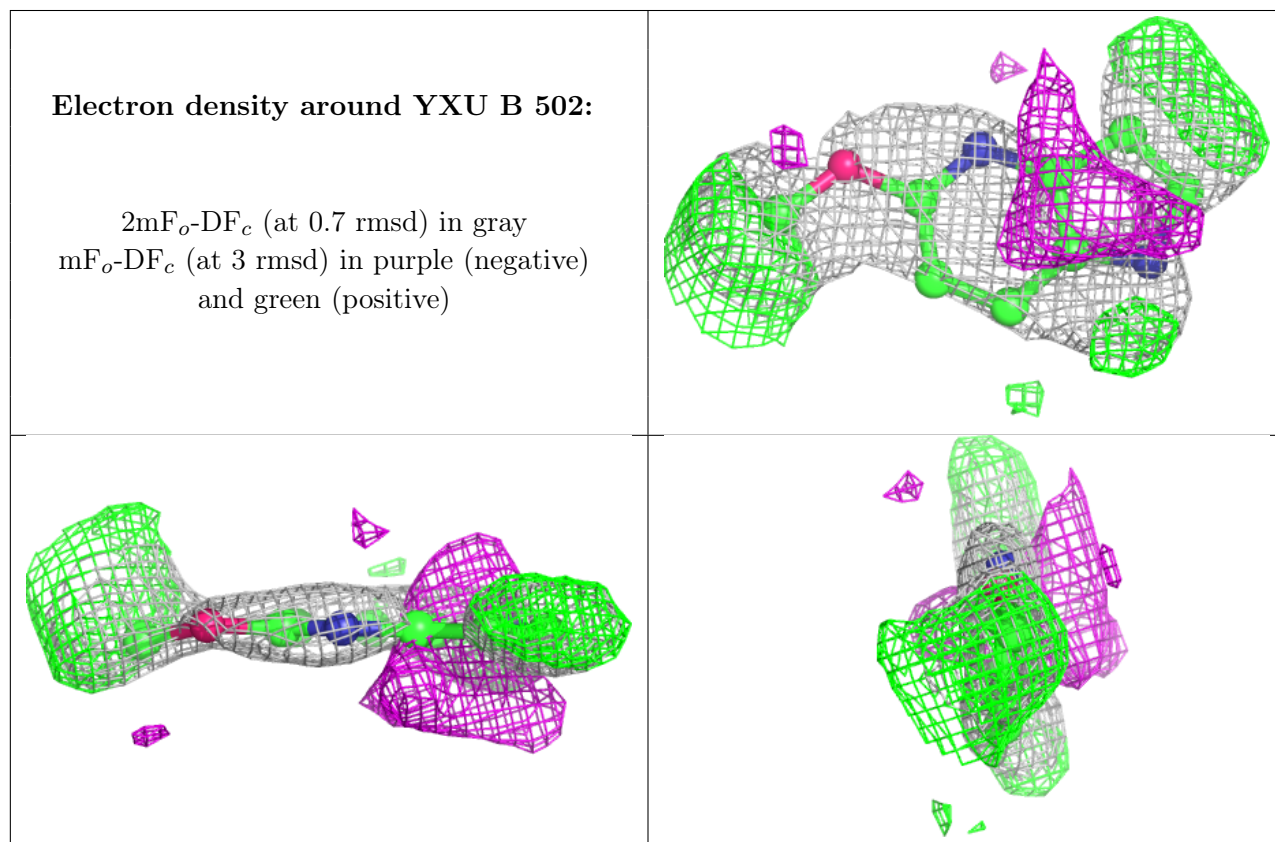 Electron density around YXU B 502:
2mFo-DFc (at 0.7 rmsd) in gray
mFo-DFc (at 3 rmsd) in purple (negative)
and green (positive)